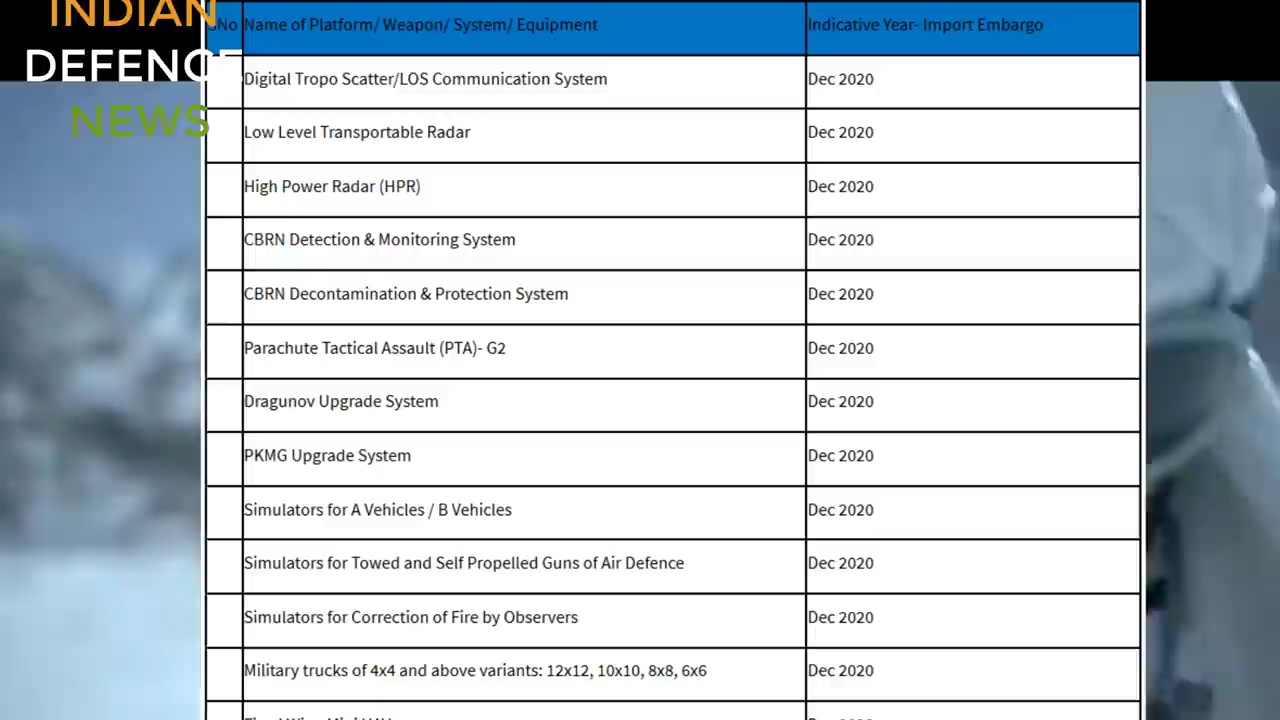 INDIAN
DEFENCE
NEWS
SNo Name of Platform/ Weapon/ System/ Equipment Indicative Year- Import Embargo
Digital Tropo Scatter/LOS Communication System Dec 2020
Low Level Transportable Radar Dec 2020
High Power Radar (HPR) Dec 2020
CBRN Detection & Monitoring System Dec 2020
CBRN Decontamination & Protection System Dec 2020
Parachute Tactical Assault (PTA)- G2 Dec 2020
Dragunov Upgrade System Dec 2020
PKMG Upgrade System Dec 2020
Simulators for A Vehicles / B Vehicles Dec 2020
Simulators for Towed and Self Propelled Guns of Air Defence Dec 2020
Simulators for Correction of Fire by Observers Dec 2020
Military trucks of 4x4 and above variants: 12x12, 10x10, 8x8, 6x6 Dec 2020